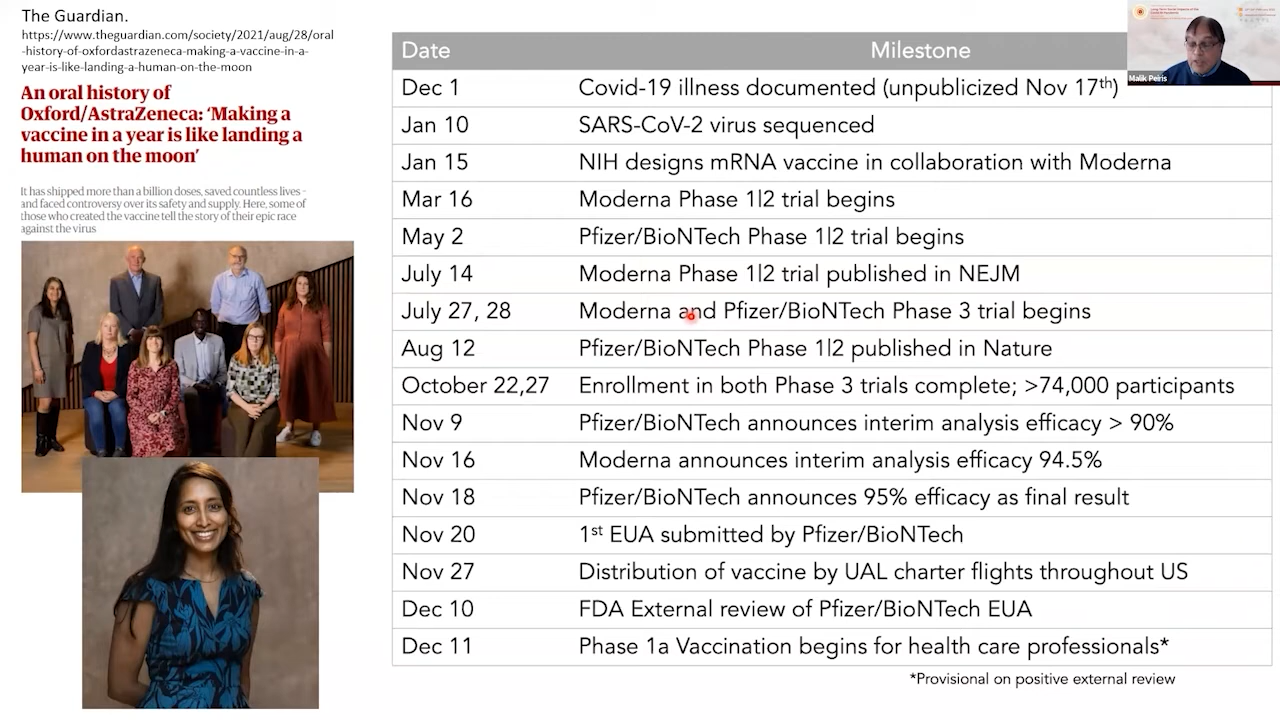 The Guardian.
https://www.theguardian.com/society/2021/aug/28/oral
-history-of-oxfordastrazeneca-making-a-vaccine-in-a-
year-is-like-landing-a-human-on-the-moon
An oral history of
Oxford/AstraZeneca: ‘Making a
vaccine in a year is like landing a
human on the moon’
It has shipped more than a billion doses, saved countless lives -
and faced controversy over its safety and supply. Here, some of
those who created the vaccine tell the story of their epic race
against the virus
Date Milestone
Dec 1 Covid-19 illness documented (unpublicized Nov 17th)
Jan 10 SARS-CoV-2 virus sequenced
Jan 15 NIH designs mRNA vaccine in collaboration with Moderna
Mar 16 Moderna Phase 1|2 trial begins
May 2 Pfizer/BioNTech Phase 1|2 trial begins
July 14 Moderna Phase 1|2 trial published in NEJM
July 27, 28 Moderna and Pfizer/BioNTech Phase 3 trial begins
Aug 12 Pfizer/BioNTech Phase 1|2 published in Nature
October 22,27 Enrollment in both Phase 3 trials complete; >74,000 participants
Nov 9 Pfizer/BioNTech announces interim analysis efficacy > 90%
Nov 16 Moderna announces interim analysis efficacy 94.5%
Nov 18 Pfizer/BioNTech announces 95% efficacy as final result
Nov 20 1st EUA submitted by Pfizer/BioNTech
Nov 27 Distribution of vaccine by UAL charter flights throughout US
Dec 10 FDA External review of Pfizer/BioNTech EUA
Dec 11 Phase 1a Vaccination begins for health care professionals*
*Provisional on positive external review
Malik Peiris